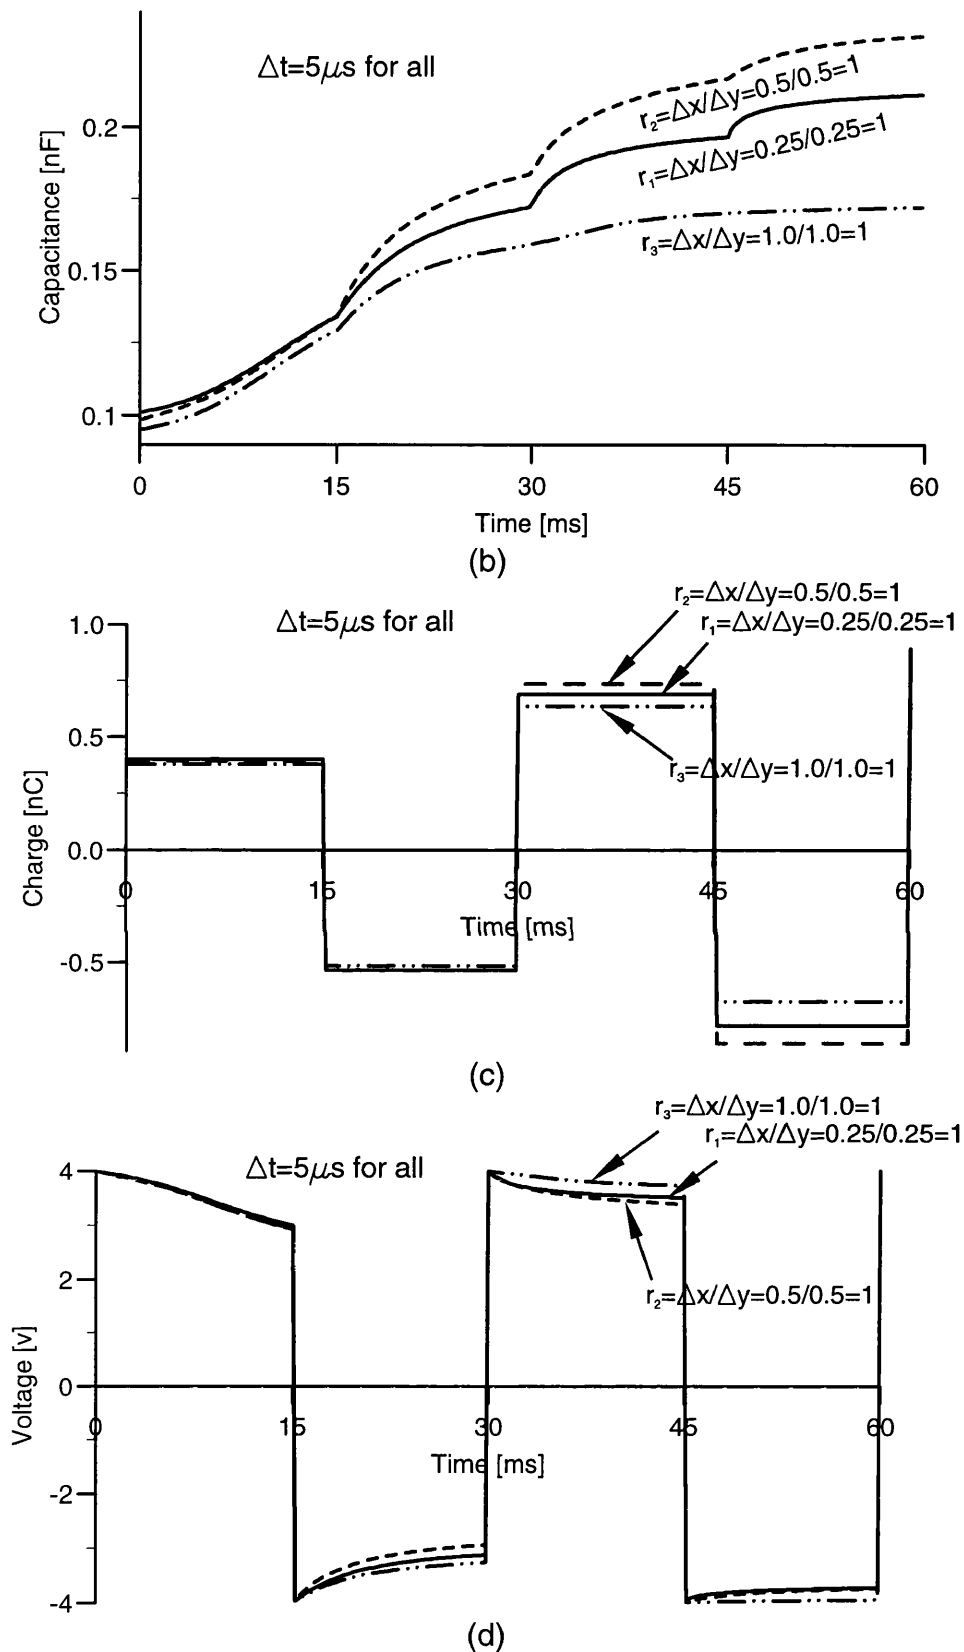 Δt=5μs for all
r₂=Δx/Δy=0.5/0.5=1
r₁=Δx/Δy=0.25/0.25=1
r₃=Δx/Δy=1.0/1.0=1
Capacitance [nF]
0.2
0.15
0.1
0 15 30 45 60
Time [ms]
(b)
r₂=Δx/Δy=0.5/0.5=1
Δt=5μs for all
r₁=Δx/Δy=0.25/0.25=1
1.0
0.5
r₃=Δx/Δy=1.0/1.0=1
Charge [nC]
0.0
0 15 30 45 60
Time [ms]
-0.5
(c)
r₃=Δx/Δy=1.0/1.0=1
r₁=Δx/Δy=0.25/0.25=1
Δt=5μs for all
4
2
r₂=Δx/Δy=0.5/0.5=1
Voltage [v]
0
0 15 30 45 60
Time [ms]
-2
-4
(d)